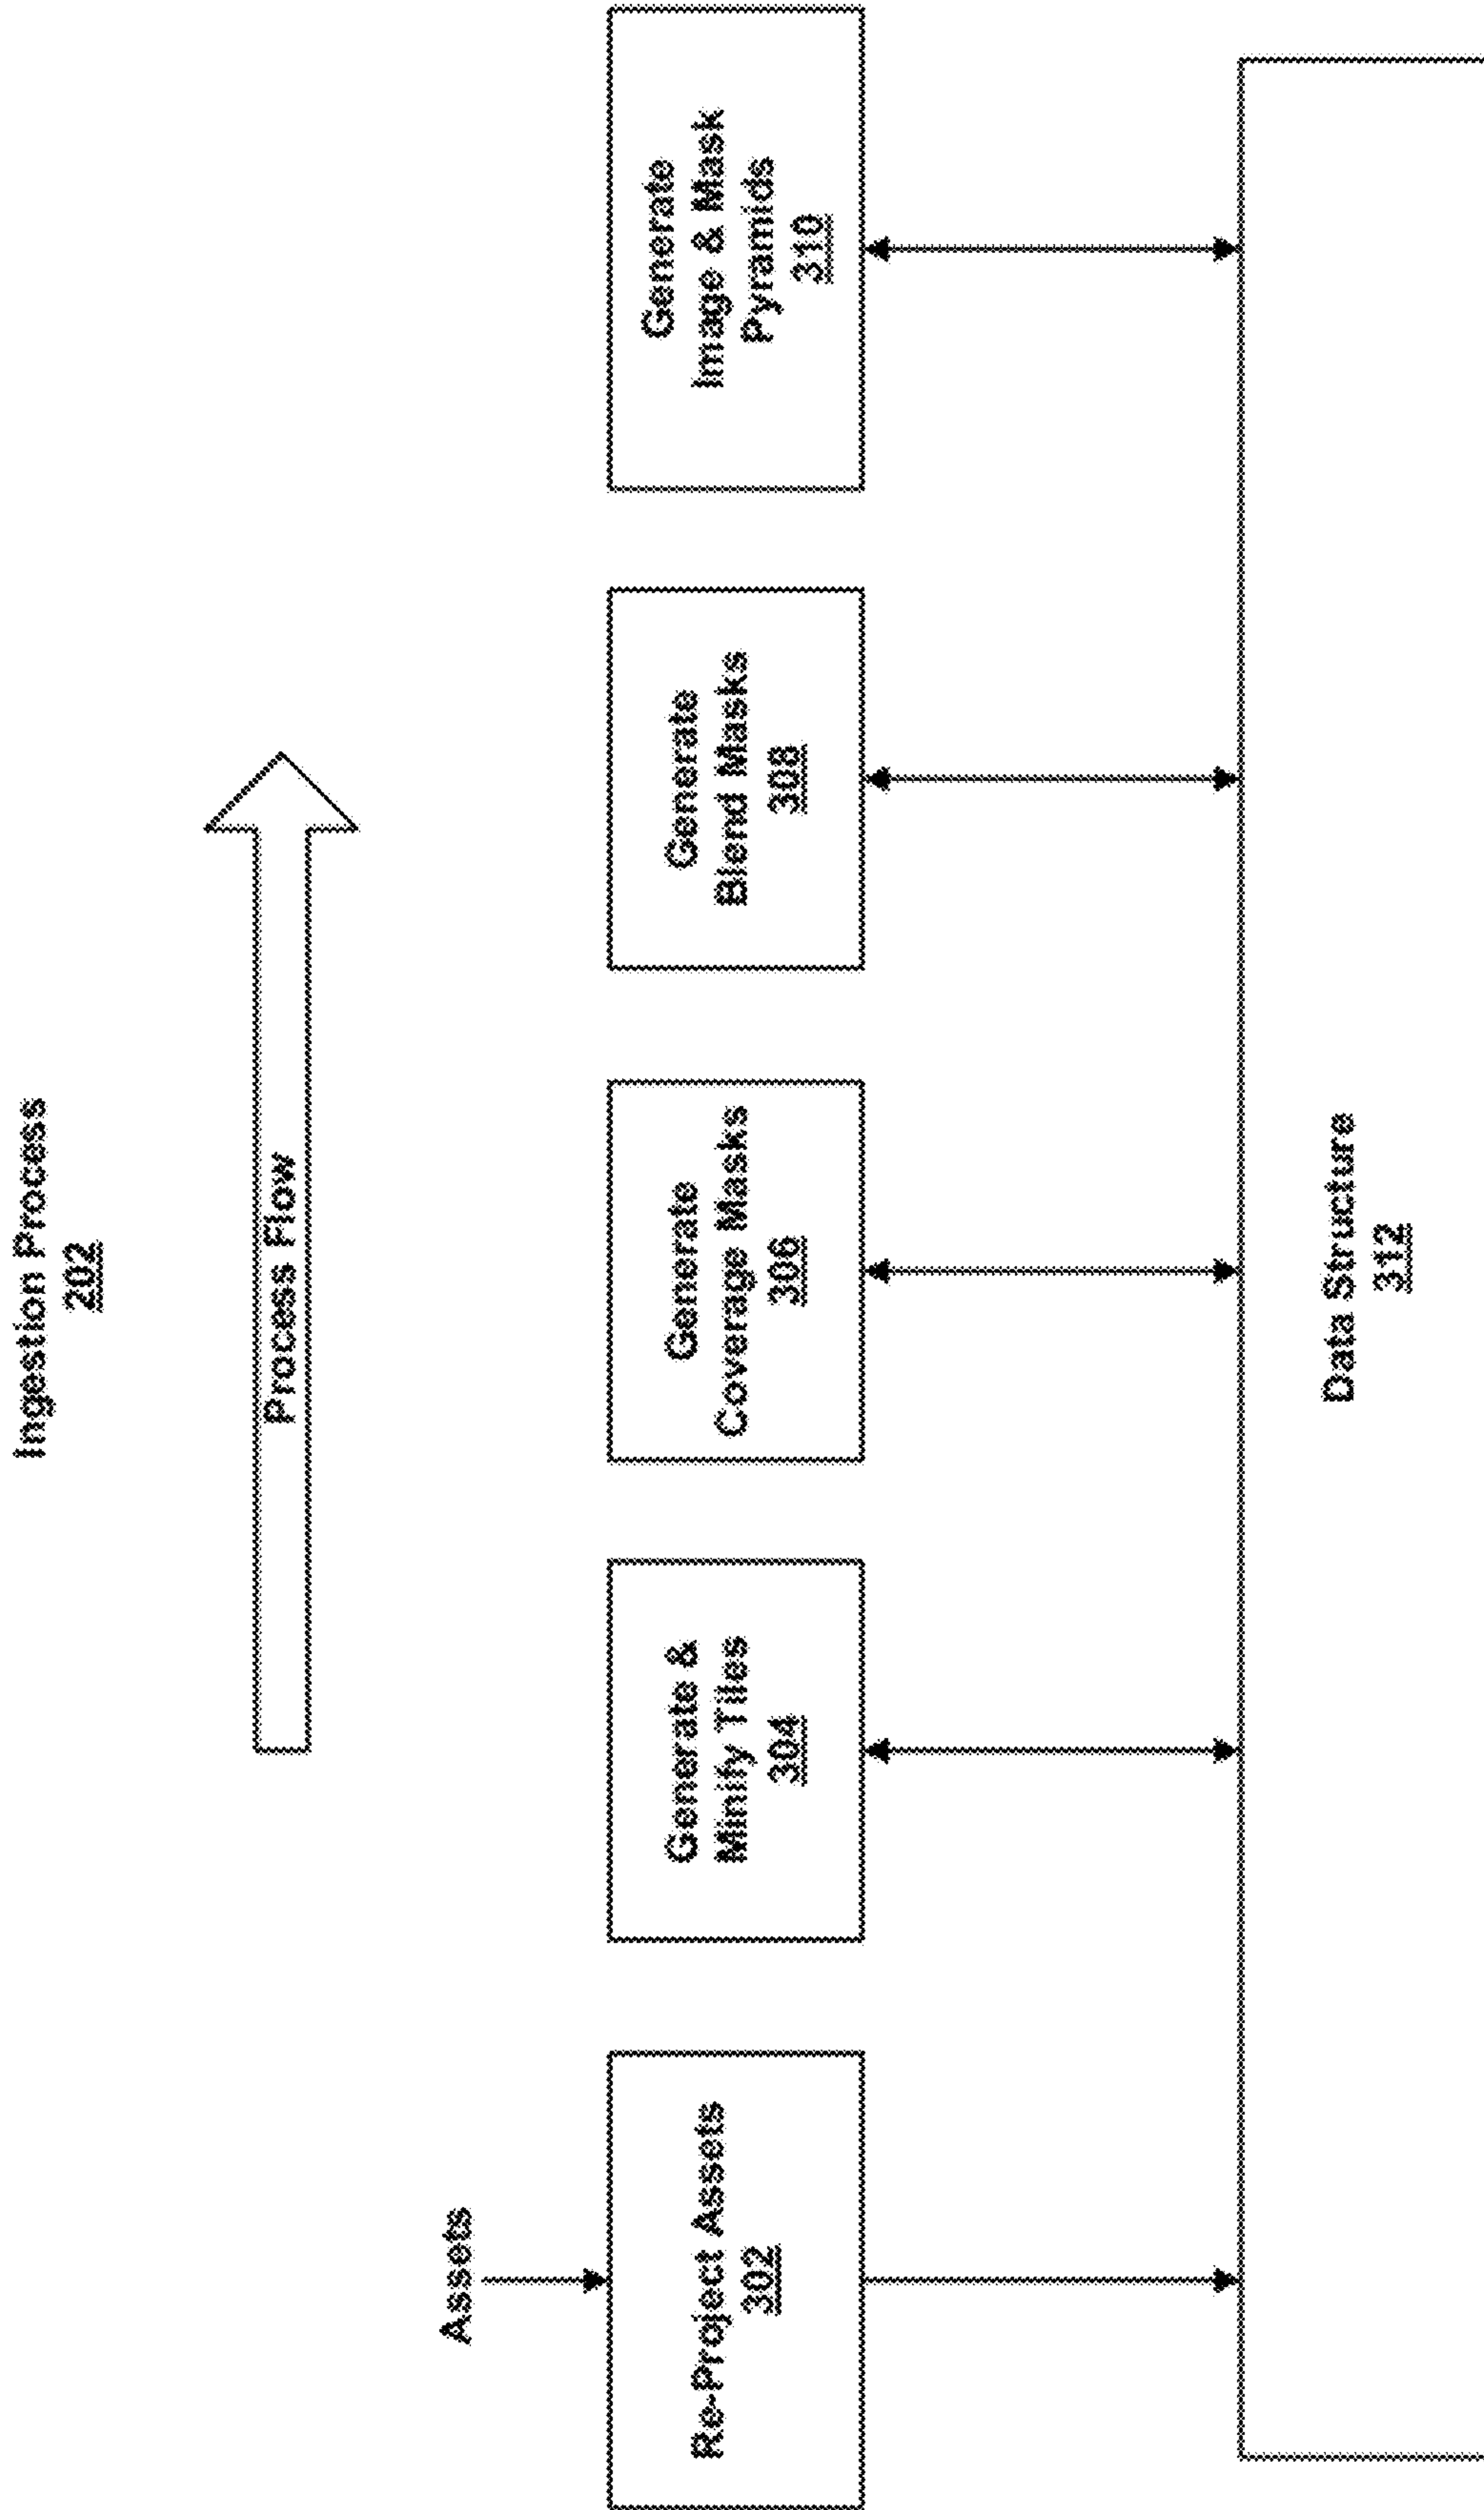 Ingestion Process
202
Process Flow
Assets
Re-Project Assets
302
Generate &
Minify Tiles
304
Generate
Coverage Masks
306
Generate
Blend Masks
308
Generate
Image & Mask
Pyramids
310
Data Structure
312